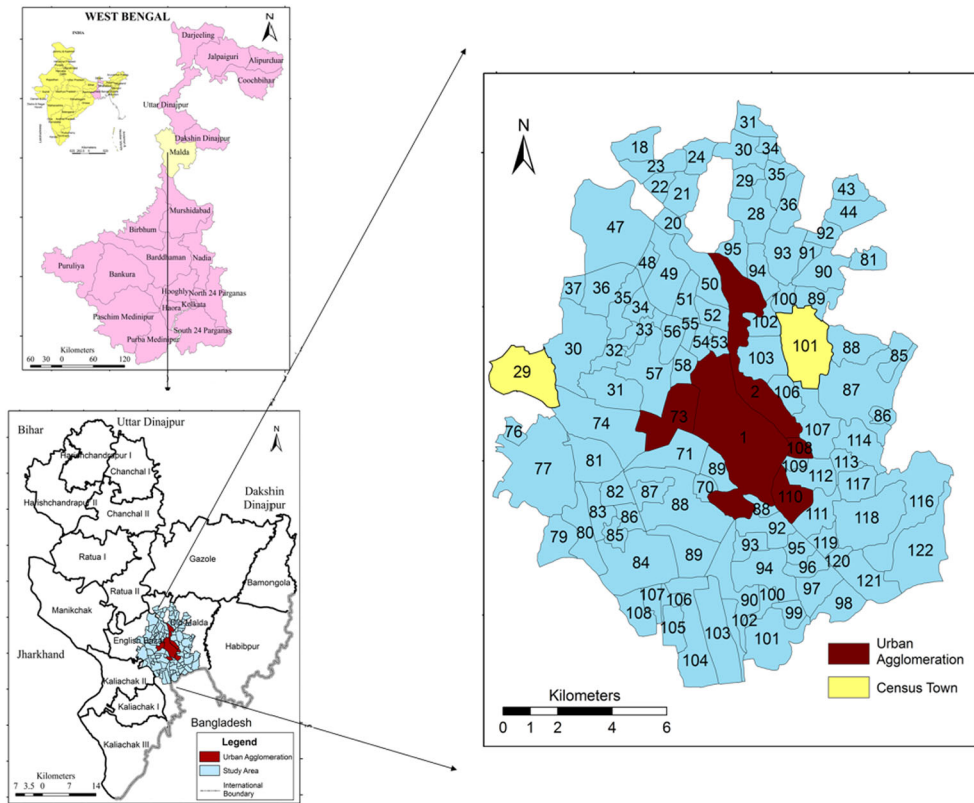 WEST BENGAL
INDIA
N
Darjeeling
Jalpaiguri
Alipurduar
Coochbihar
Uttar Dinajpur
Dakshin Dinajpur
Malda
Murshidabad
Birbhum
Barddhaman
Nadia
Puruliya
Bankura
Hooghly
North 24 Parganas
Kolkata
Haora
Paschim Medinipur
South 24 Parganas
Purba Medinipur
Kilometers
60 30 0 60 120
Bihar
Uttar Dinajpur
N
Harishchandrapur I
Chanchal I
Harishchandrapur II
Chanchal II
Dakshin
Dinajpur
Ratua I
Gazole
Bamongola
Ratua II
Manikchak
Old Malda
English Bazar
Habibpur
Jharkhand
Kaliachak II
Kaliachak I
Bangladesh
Kaliachak III
Legend
Urban Agglomeration
Study Area
International
Boundary
Kilometers
7 3.5 0 7 14
N
31
18 24 30 34
23 35
22 21 29 43
36 44
20 28
47 92
95 93 91 81
48 49 94 90
37 36 50 100 89
35 51
34 52 102
33 56 55 101 88 85
30 32 54 53 103
29 57 58 87
31 2 106 86
73
74 107
76 1 108 114
71 109 113
77 81 89 112 117
82 87 70 110 116
83 88 88 111 118
86 92
79 80 85 93 95 119 122
84 89 94 96 120
121
107 106 90 100 97
108 98
105 103 102 99
101
104
Urban
Agglomeration
Census Town
Kilometers
0 1 2 4 6